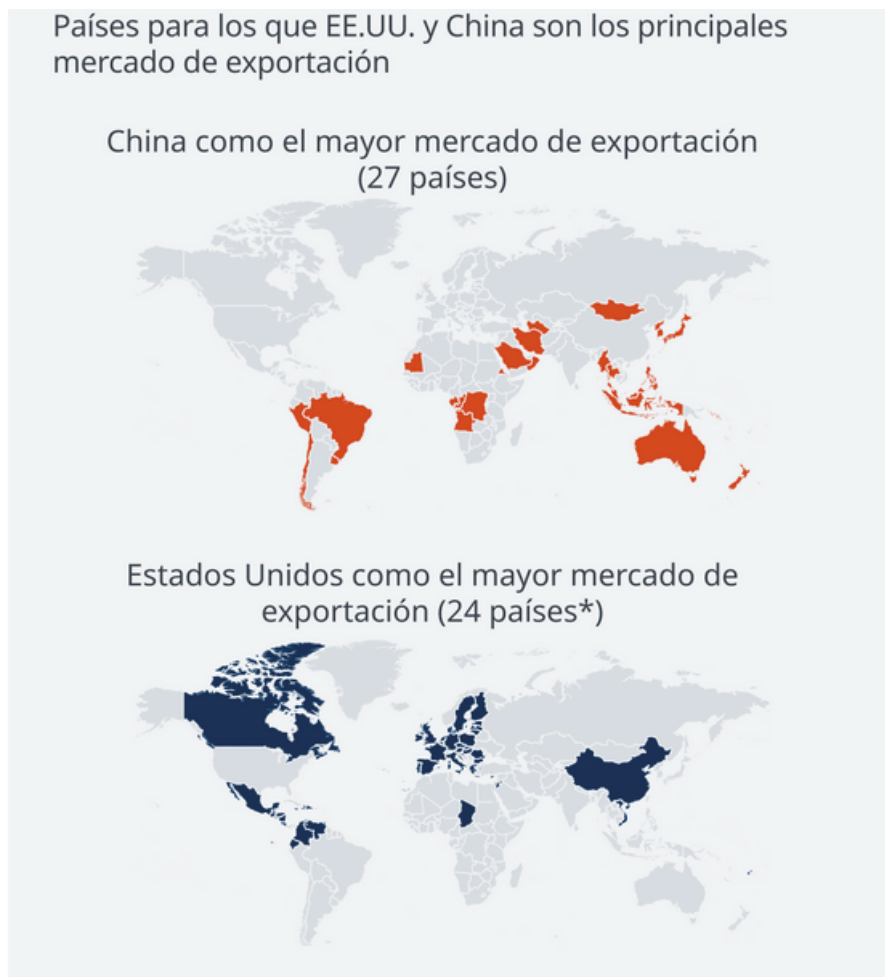 Países para los que EE.UU. y China son los principales
mercado de exportación
China como el mayor mercado de exportación
(27 países)
Estados Unidos como el mayor mercado de
exportación (24 países*)